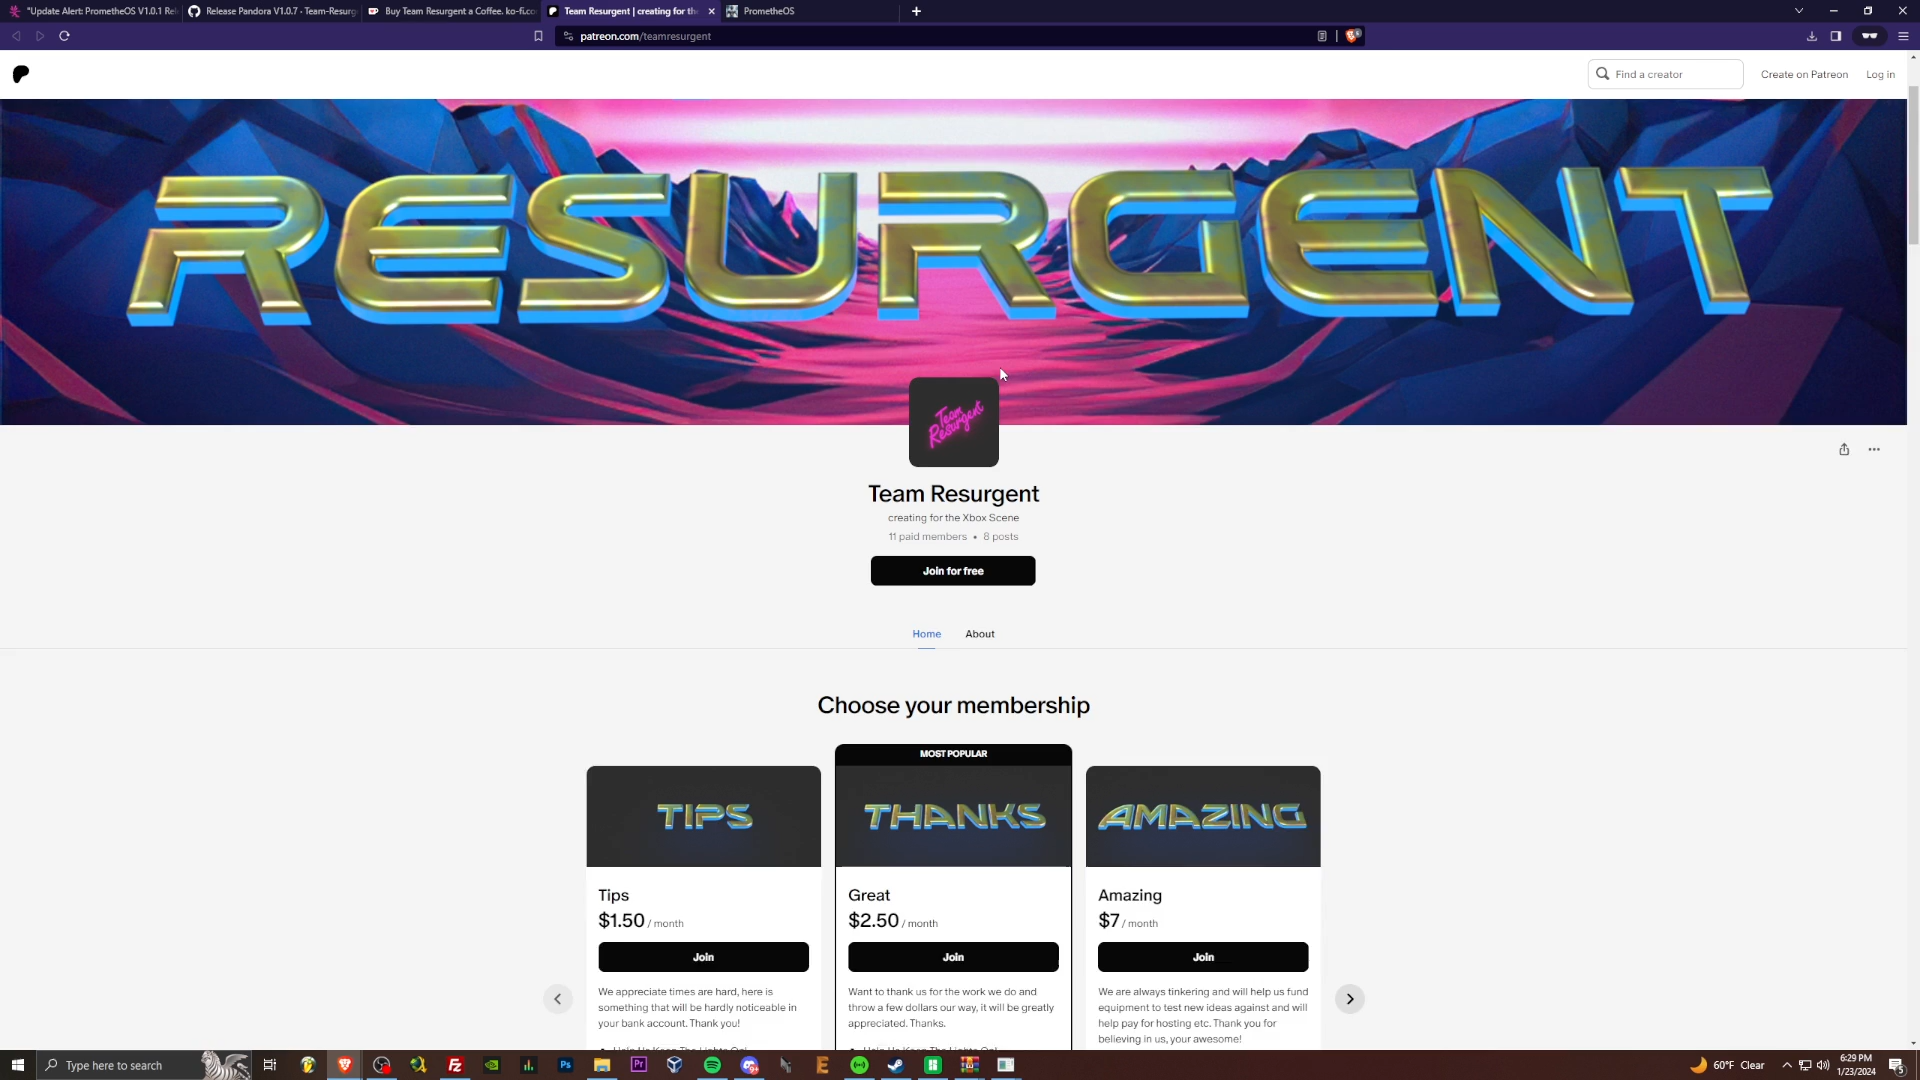 "Update Alert: PrometheOS V1.0.1 Rel
Release Pandora V1.0.7 · Team-Resurg
Buy Team Resurgent a Coffee. ko-fi.co
Team Resurgent | creating for th
PrometheOS
patreon.com/teamresurgent
Find a creator
Create on Patreon
Log in
RESURGENT
Team
Resurgent
Team Resurgent
creating for the Xbox Scene
11 paid members • 8 posts
Join for free
Home
About
Choose your membership
MOST POPULAR
TIPS
THANKS
AMAZING
Tips
$1.50 / month
Join
We appreciate times are hard, here is
something that will be hardly noticeable in
your bank account. Thank you!
Great
$2.50 / month
Join
Want to thank us for the work we do and
throw a few dollars our way, it will be greatly
appreciated. Thanks.
Amazing
$7 / month
Join
We are always tinkering and will help us fund
equipment to test new ideas against and will
help pay for hosting etc. Thank you for
believing in us, your awesome!
Type here to search
60°F Clear
6:29 PM
1/23/2024